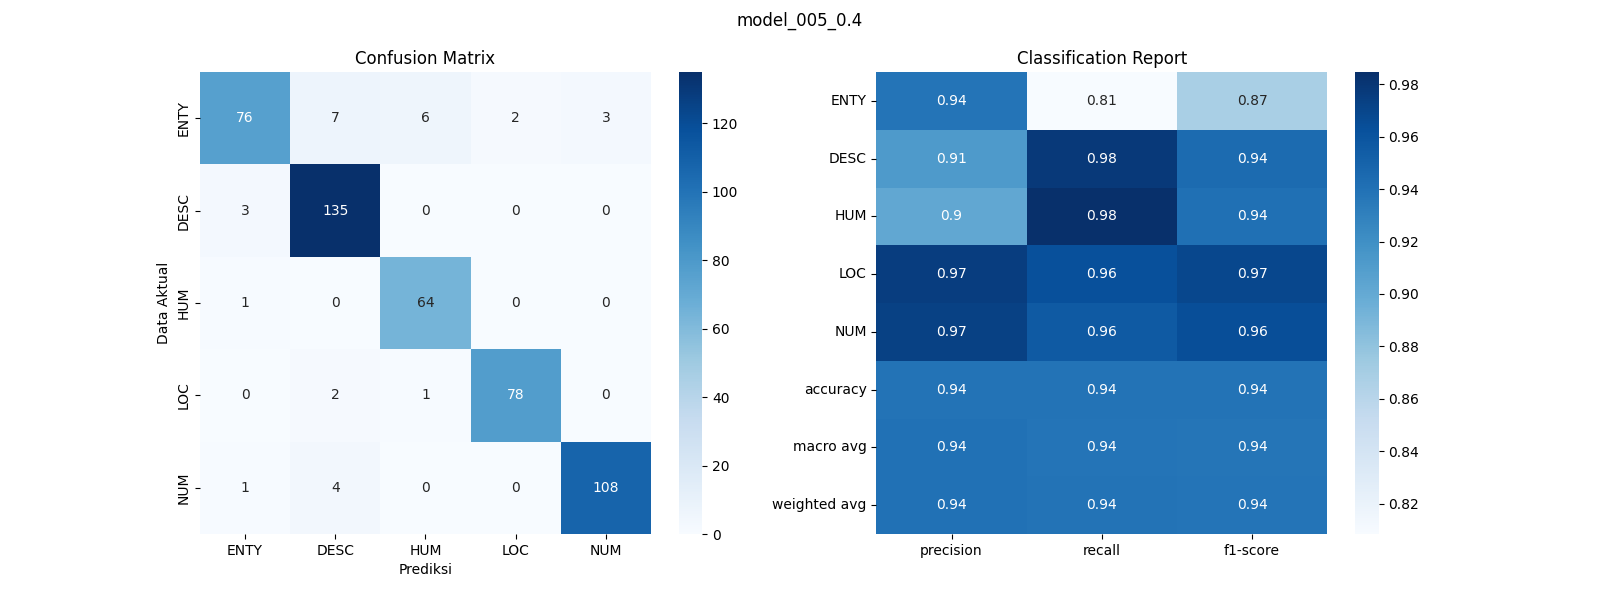 model_005_0.4
Confusion Matrix
Data Aktual
ENTY 76 7 6 2 3
DESC 3 135 0 0 0
HUM 1 0 64 0 0
LOC 0 2 1 78 0
NUM 1 4 0 0 108
ENTY DESC HUM LOC NUM
Prediksi
120
100
80
60
40
20
0
Classification Report
ENTY 0.94 0.81 0.87
DESC 0.91 0.98 0.94
HUM 0.9 0.98 0.94
LOC 0.97 0.96 0.97
NUM 0.97 0.96 0.96
accuracy 0.94 0.94 0.94
macro avg 0.94 0.94 0.94
weighted avg 0.94 0.94 0.94
precision recall f1-score
0.98
0.96
0.94
0.92
0.90
0.88
0.86
0.84
0.82